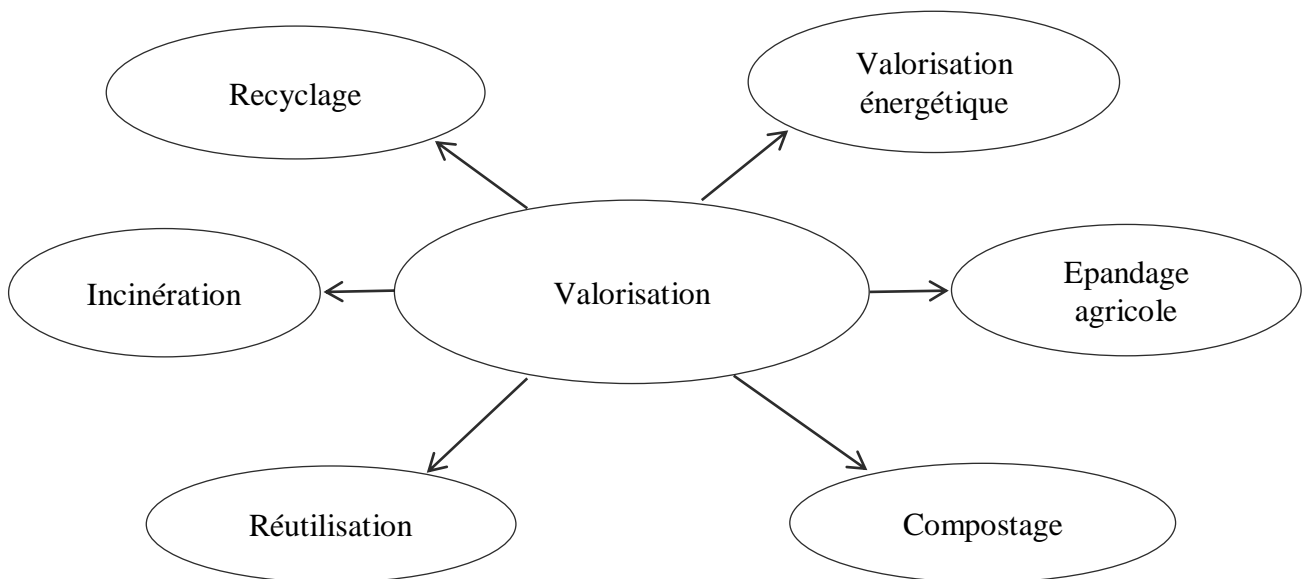 Recyclage
Valorisation
énergétique
Incinération
Valorisation
Epandage
agricole
Réutilisation
Compostage